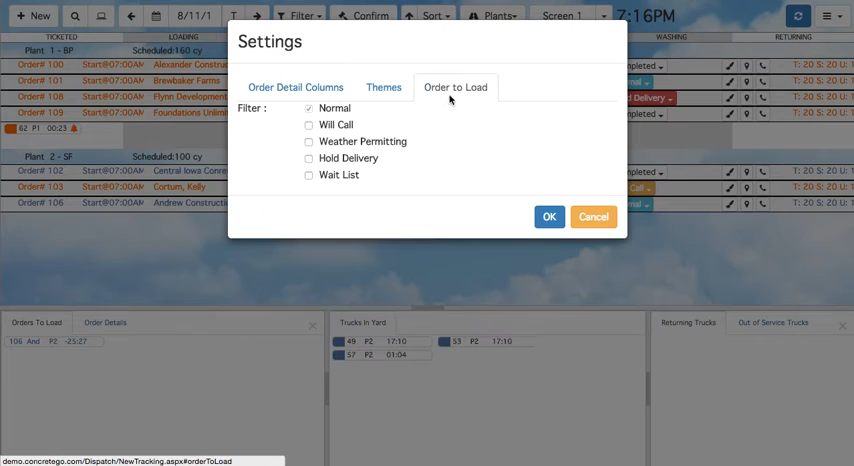 + New 8/11/1 T Filter Confirm Sort Plants Screen 1 7:16PM
TICKETED LOADING WASHING RETURNING
Plant 1 - BP Scheduled:160 cy
Order# 100 Start@07:00AM Alexander Construc mpleted T: 20 S: 20 U:
Order# 101 Start@07:00AM Brewbaker Farms mal T: 20 S: 20 U:
Order# 108 Start@07:00AM Flynn Development d Delivery T: 20 S: 20 U:
Order# 109 Start@07:00AM Foundations Unlimi mpleted T: 20 S: 20 U:
62 P1 00:23
Plant 2 - SF Scheduled:100 cy
Order# 102 Start@07:00AM Central Iowa Conre mpleted T: 20 S: 20 U:
Order# 103 Start@07:00AM Cortum, Kelly Call T: 20 S: 20 U:
Order# 106 Start@07:00AM Andrew Constructi mal T: 20 S: 20 U:
Settings
Order Detail Columns Themes Order to Load
Filter : Normal
Will Call
Weather Permitting
Hold Delivery
Wait List
OK Cancel
Orders To Load Order Details
106 And P2 -25:27
Trucks In Yard
49 P2 17:10 53 P2 17:10
57 P2 01:04
Returning Trucks Out of Service Trucks
demo.concretego.com/Dispatch/NewTracking.aspx#orderToLoad